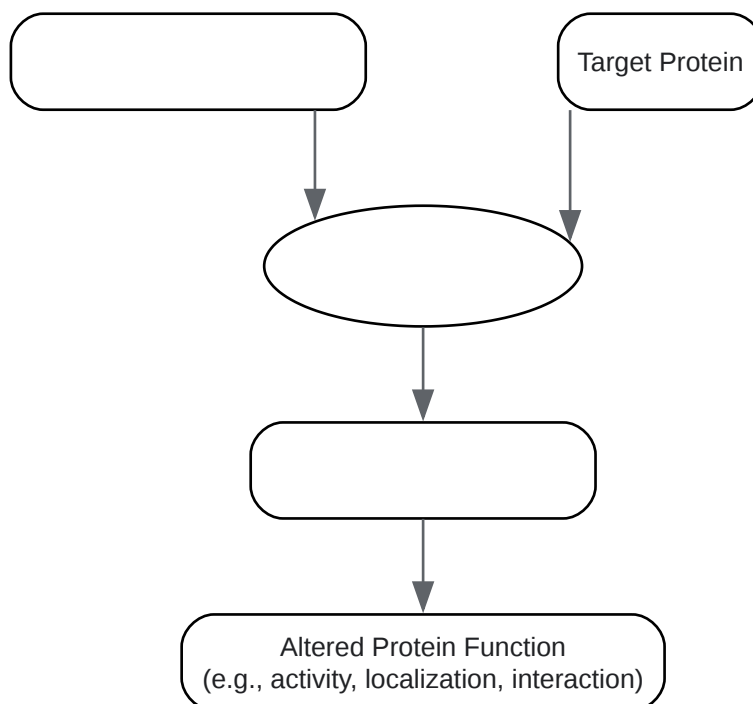 Target Protein
Altered Protein Function
(e.g., activity, localization, interaction)